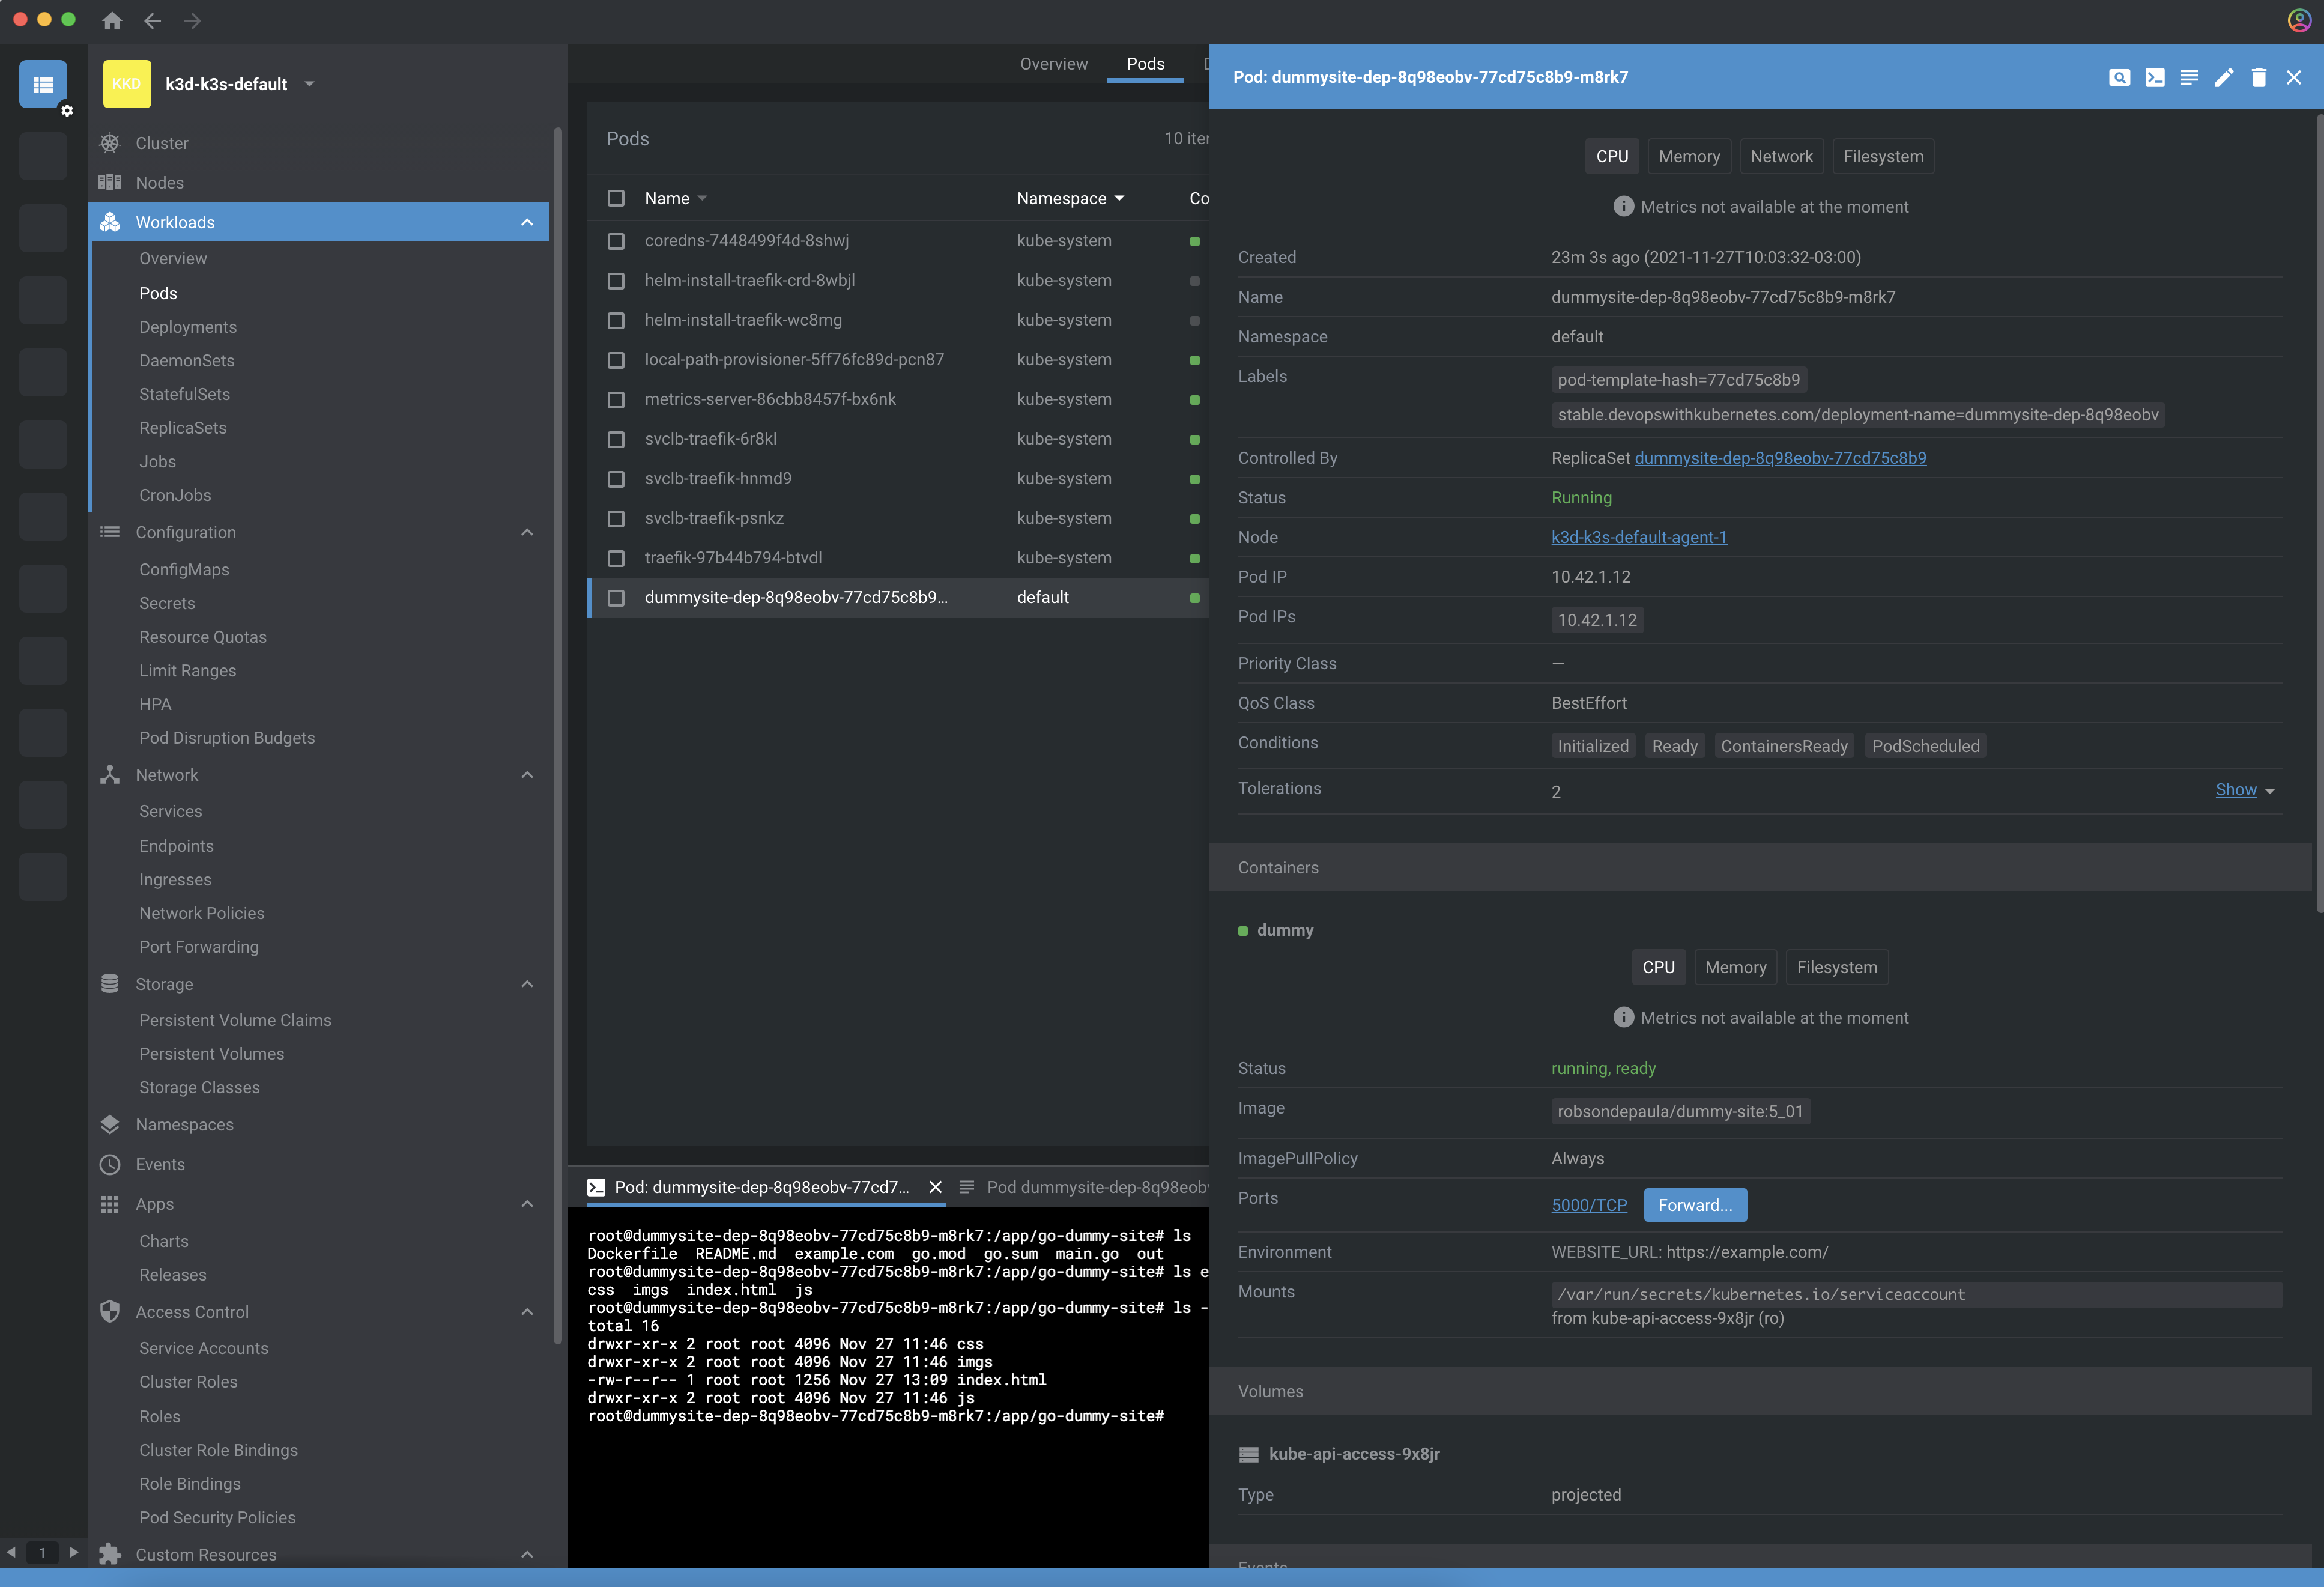 KKD
k3d-k3s-default
Cluster
Nodes
Workloads
Overview
Pods
Deployments
DaemonSets
StatefulSets
ReplicaSets
Jobs
CronJobs
Configuration
ConfigMaps
Secrets
Resource Quotas
Limit Ranges
HPA
Pod Disruption Budgets
Network
Services
Endpoints
Ingresses
Network Policies
Port Forwarding
Storage
Persistent Volume Claims
Persistent Volumes
Storage Classes
Namespaces
Events
Apps
Charts
Releases
Access Control
Service Accounts
Cluster Roles
Roles
Cluster Role Bindings
Role Bindings
Pod Security Policies
Custom Resources
1
Overview Pods D
Pods 10 iter
Name Namespace Co
coredns-7448499f4d-8shwj kube-system
helm-install-traefik-crd-8wbjl kube-system
helm-install-traefik-wc8mg kube-system
local-path-provisioner-5ff76fc89d-pcn87 kube-system
metrics-server-86cbb8457f-bx6nk kube-system
svclb-traefik-6r8kl kube-system
svclb-traefik-hnmd9 kube-system
svclb-traefik-psnkz kube-system
traefik-97b44b794-btvdl kube-system
dummysite-dep-8q98eobv-77cd75c8b9... default
Pod: dummysite-dep-8q98eobv-77cd7... Pod dummysite-dep-8q98eobv
root@dummysite-dep-8q98eobv-77cd75c8b9-m8rk7:/app/go-dummy-site# ls
Dockerfile README.md example.com go.mod go.sum main.go out
root@dummysite-dep-8q98eobv-77cd75c8b9-m8rk7:/app/go-dummy-site# ls e
css imgs index.html js
root@dummysite-dep-8q98eobv-77cd75c8b9-m8rk7:/app/go-dummy-site# ls -
total 16
drwxr-xr-x 2 root root 4096 Nov 27 11:46 css
drwxr-xr-x 2 root root 4096 Nov 27 11:46 imgs
-rw-r--r-- 1 root root 1256 Nov 27 13:09 index.html
drwxr-xr-x 2 root root 4096 Nov 27 11:46 js
root@dummysite-dep-8q98eobv-77cd75c8b9-m8rk7:/app/go-dummy-site#
Pod: dummysite-dep-8q98eobv-77cd75c8b9-m8rk7
CPU Memory Network Filesystem
Metrics not available at the moment
Created 23m 3s ago (2021-11-27T10:03:32-03:00)
Name dummysite-dep-8q98eobv-77cd75c8b9-m8rk7
Namespace default
Labels pod-template-hash=77cd75c8b9
stable.devopswithkubernetes.com/deployment-name=dummysite-dep-8q98eobv
Controlled By ReplicaSet dummysite-dep-8q98eobv-77cd75c8b9
Status Running
Node k3d-k3s-default-agent-1
Pod IP 10.42.1.12
Pod IPs 10.42.1.12
Priority Class —
QoS Class BestEffort
Conditions Initialized Ready ContainersReady PodScheduled
Tolerations 2 Show
Containers
dummy
CPU Memory Filesystem
Metrics not available at the moment
Status running, ready
Image robsondepaula/dummy-site:5_01
ImagePullPolicy Always
Ports 5000/TCP Forward...
Environment WEBSITE_URL: https://example.com/
Mounts /var/run/secrets/kubernetes.io/serviceaccount
from kube-api-access-9x8jr (ro)
Volumes
kube-api-access-9x8jr
Type projected
Events